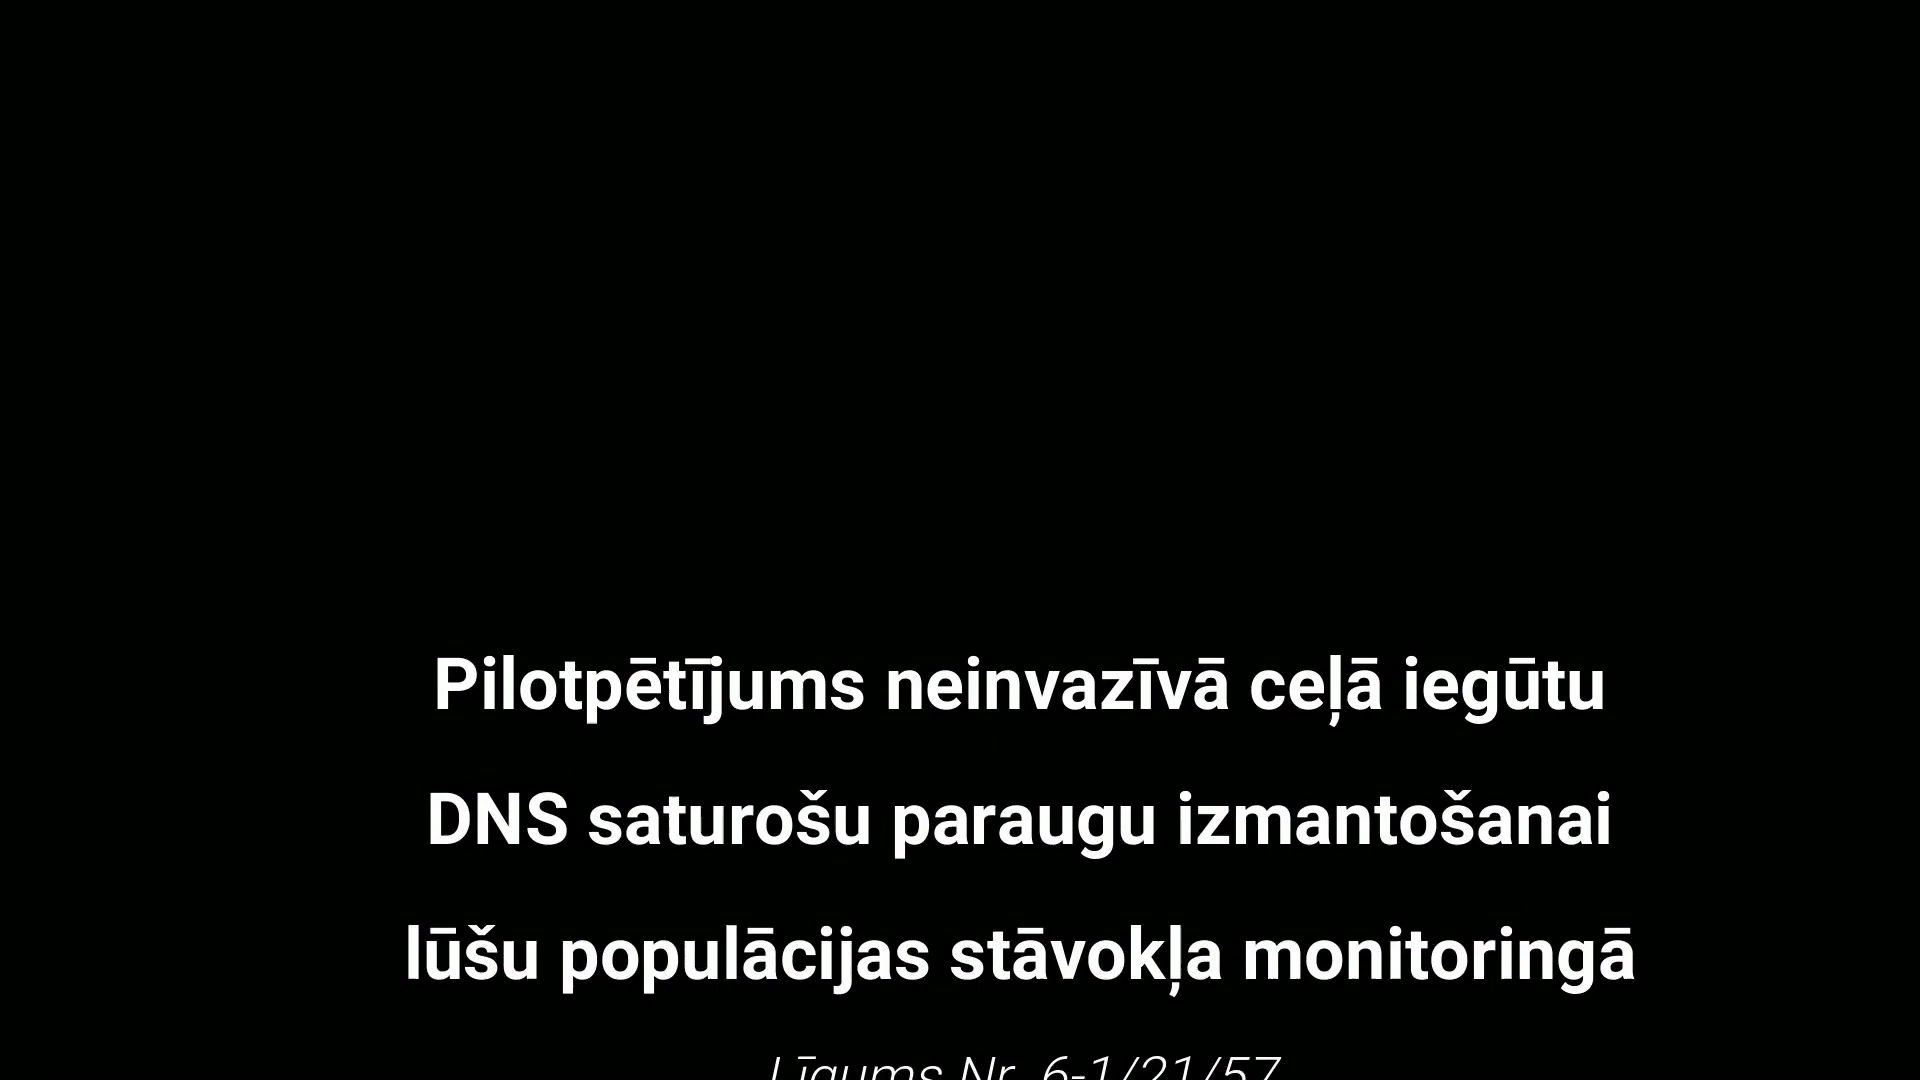 Pilotpētījums neinvazīvā ceļā iegūtu
DNS saturošu paraugu izmantošanai
lūšu populācijas stāvokļa monitoringā
Līgums Nr. 6-1/21/57